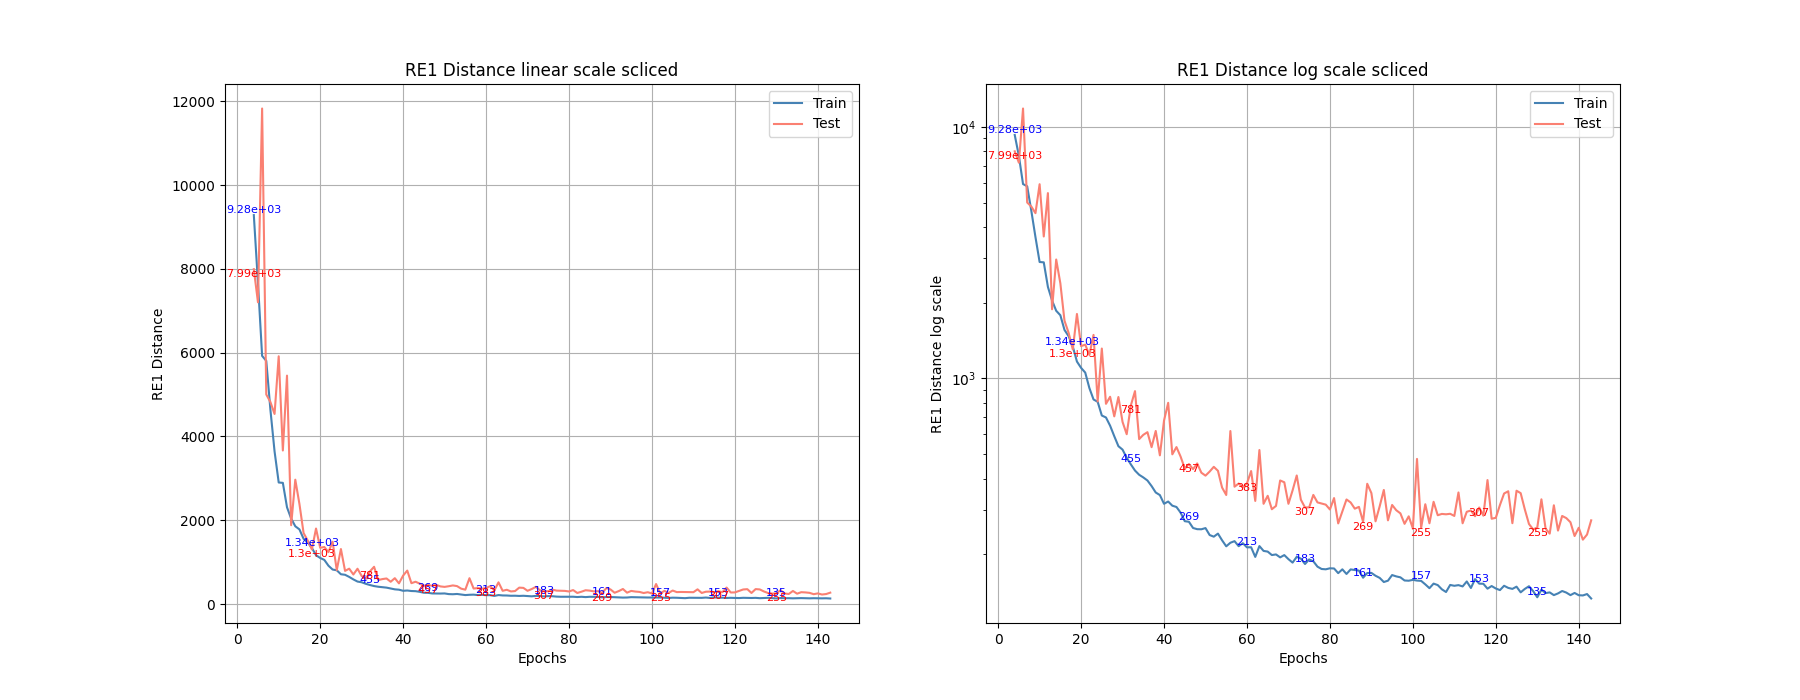 RE1 Distance linear scale scliced
Train
Test
12000
10000
8000
6000
4000
2000
0
RE1 Distance
9.28e+03
7.99e+03
1.34e+03
1.3e+03
781
455
269
457
213
383
183
307
161
269
157
255
153
307
135
255
0 20 40 60 80 100 120 140
Epochs
RE1 Distance log scale scliced
Train
Test
10^4
10^3
RE1 Distance log scale
9.28e+03
7.99e+03
1.34e+03
1.3e+03
781
455
457
269
383
213
307
183
269
161
255
157
307
153
255
135
0 20 40 60 80 100 120 140
Epochs